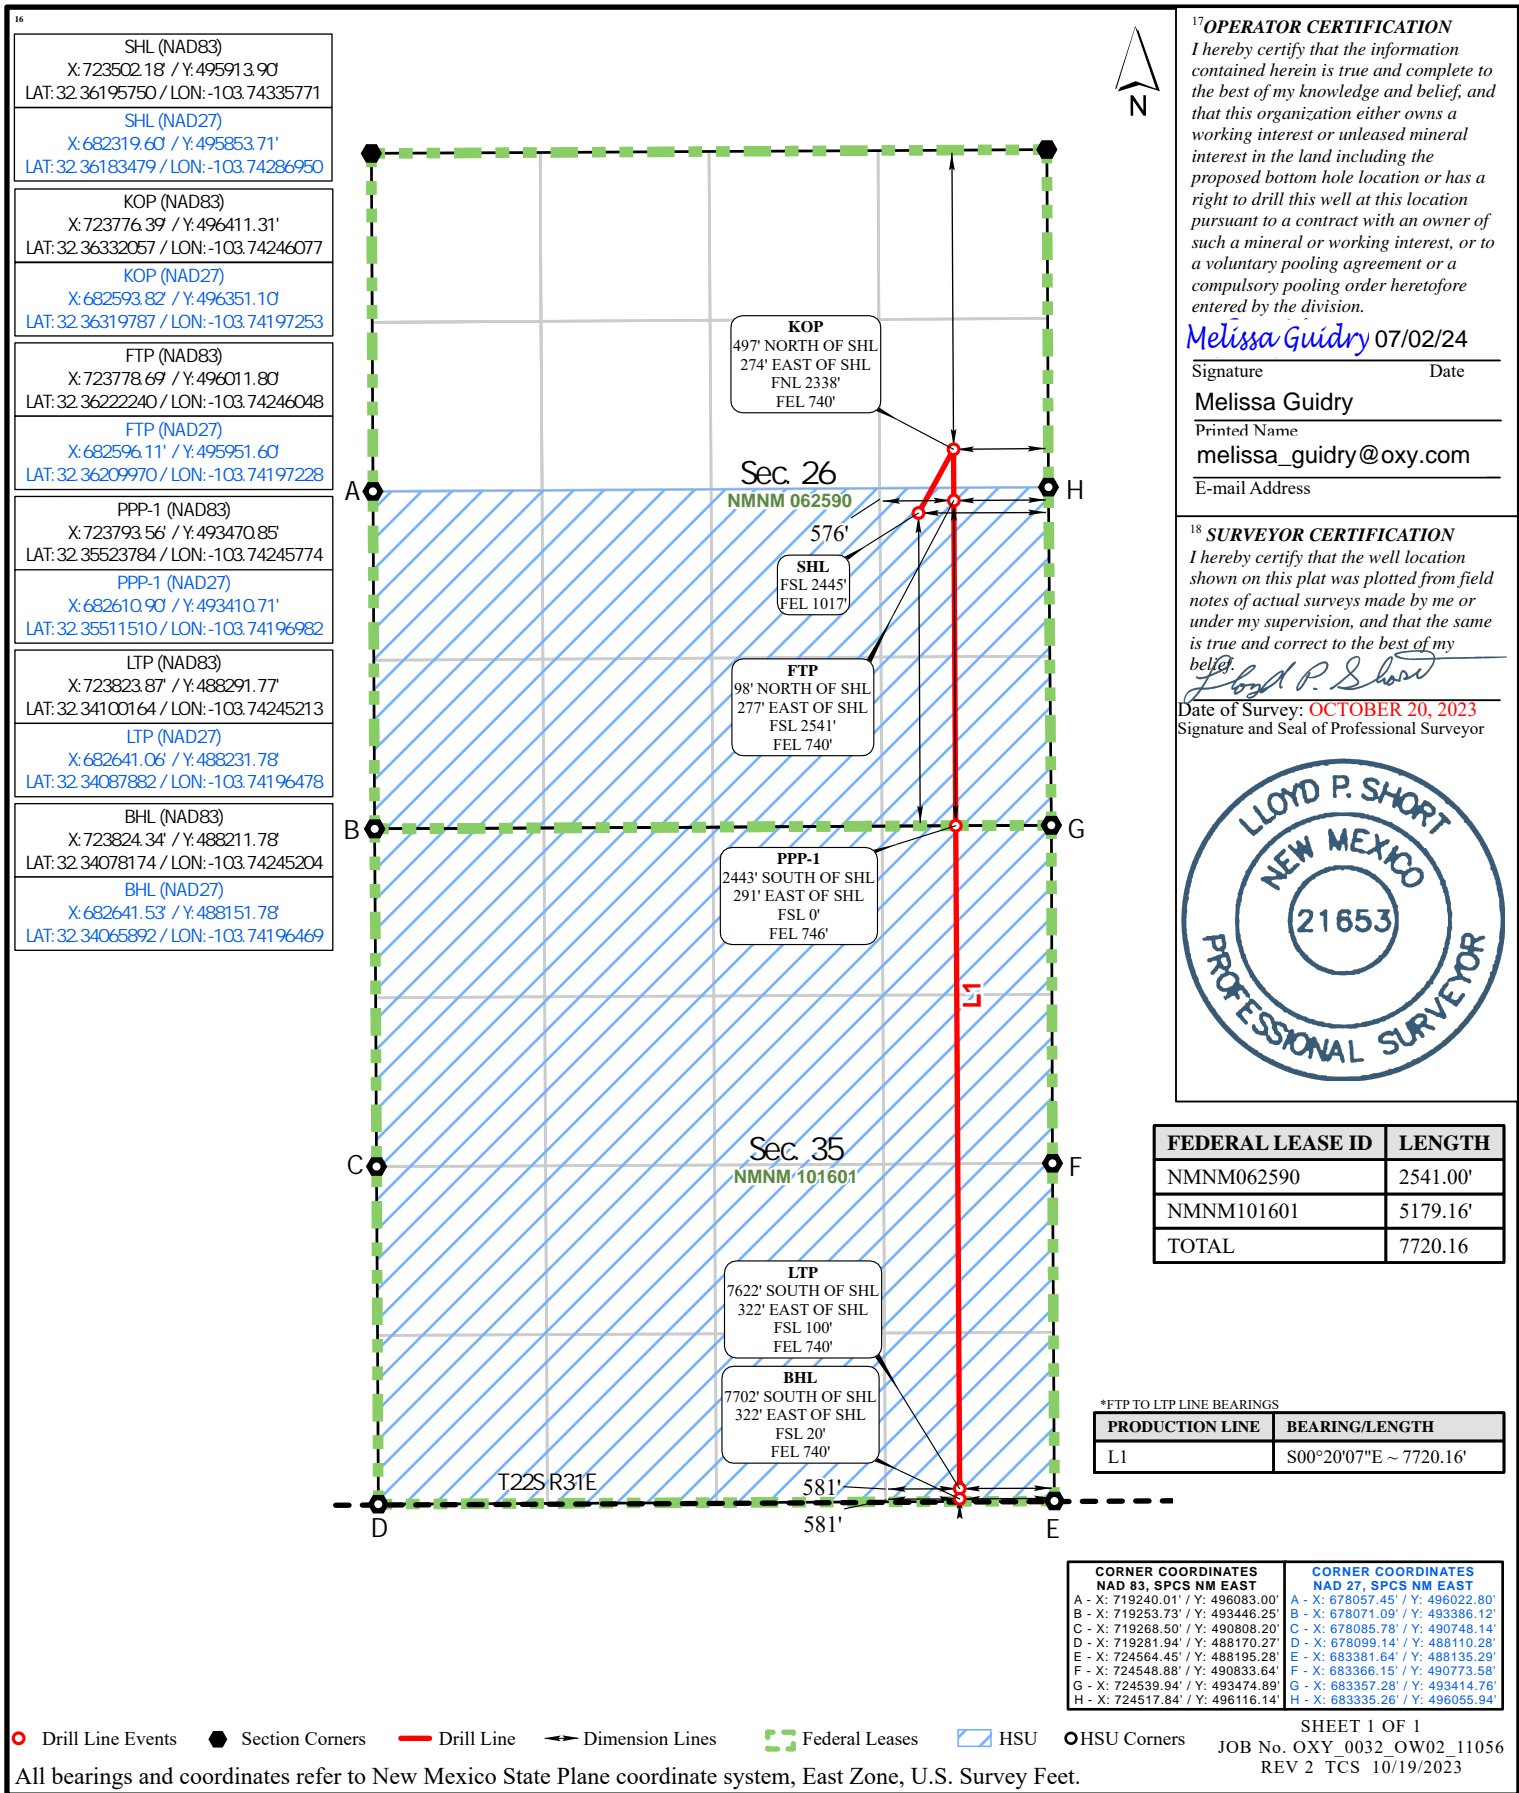 16
SHL (NAD83)
X:723502.18' / Y:495913.90'
LAT:32.36195750 / LON:-103.74335771
SHL (NAD27)
X:682319.60' / Y:495853.71'
LAT:32.36183479 / LON:-103.74286950
KOP (NAD83)
X:723776.39' / Y:496411.31'
LAT:32.36332057 / LON:-103.74246077
KOP (NAD27)
X:682593.82' / Y:496351.10'
LAT:32.36319787 / LON:-103.74197253
FTP (NAD83)
X:723778.69' / Y:496011.80'
LAT:32.36222240 / LON:-103.74246048
FTP (NAD27)
X:682596.11' / Y:495951.60'
LAT:32.36209970 / LON:-103.74197228
PPP-1 (NAD83)
X:723793.56' / Y:493470.85'
LAT:32.35523784 / LON:-103.74245774
PPP-1 (NAD27)
X:682610.90' / Y:493410.71'
LAT:32.35511510 / LON:-103.74196982
LTP (NAD83)
X:723823.87' / Y:488291.77'
LAT:32.34100164 / LON:-103.74245213
LTP (NAD27)
X:682641.06' / Y:488231.78'
LAT:32.34087882 / LON:-103.74196478
BHL (NAD83)
X:723824.34' / Y:488211.78'
LAT:32.34078174 / LON:-103.74245204
BHL (NAD27)
X:682641.53' / Y:488151.78'
LAT:32.34065892 / LON:-103.74196469
N
KOP
497' NORTH OF SHL
274' EAST OF SHL
FNL 2338'
FEL 740'
A
Sec. 26
NMNM 062590
H
576'
SHL
FSL 2445'
FEL 1017'
FTP
98' NORTH OF SHL
277' EAST OF SHL
FSL 2541'
FEL 740'
B
G
PPP-1
2443' SOUTH OF SHL
291' EAST OF SHL
FSL 0'
FEL 746'
L1
C
Sec. 35
NMNM 101601
F
LTP
7622' SOUTH OF SHL
322' EAST OF SHL
FSL 100'
FEL 740'
BHL
7702' SOUTH OF SHL
322' EAST OF SHL
FSL 20'
FEL 740'
T22S R31E
581'
581'
D
E
17 OPERATOR CERTIFICATION
I hereby certify that the information
contained herein is true and complete to
the best of my knowledge and belief, and
that this organization either owns a
working interest or unleased mineral
interest in the land including the
proposed bottom hole location or has a
right to drill this well at this location
pursuant to a contract with an owner of
such a mineral or working interest, or to
a voluntary pooling agreement or a
compulsory pooling order heretofore
entered by the division.
Melissa Guidry 07/02/24
Signature Date
Melissa Guidry
Printed Name
melissa_guidry@oxy.com
E-mail Address
18 SURVEYOR CERTIFICATION
I hereby certify that the well location
shown on this plat was plotted from field
notes of actual surveys made by me or
under my supervision, and that the same
is true and correct to the best of my
belief.
Lloyd P. Short
Date of Survey: OCTOBER 20, 2023
Signature and Seal of Professional Surveyor
LLOYD P. SHORT
NEW MEXICO
21653
PROFESSIONAL SURVEYOR
FEDERAL LEASE ID LENGTH
NMNM062590 2541.00'
NMNM101601 5179.16'
TOTAL 7720.16
*FTP TO LTP LINE BEARINGS
PRODUCTION LINE BEARING/LENGTH
L1 S00°20'07"E ~ 7720.16'
CORNER COORDINATES
NAD 83, SPCS NM EAST
A - X: 719240.01' / Y: 496083.00'
B - X: 719253.73' / Y: 493446.25'
C - X: 719268.50' / Y: 490808.20'
D - X: 719281.94' / Y: 488170.27'
E - X: 724564.45' / Y: 488195.28'
F - X: 724548.88' / Y: 490833.64'
G - X: 724539.94' / Y: 493474.89'
H - X: 724517.84' / Y: 496116.14'
CORNER COORDINATES
NAD 27, SPCS NM EAST
A - X: 678057.45' / Y: 496022.80'
B - X: 678071.09' / Y: 493386.12'
C - X: 678085.78' / Y: 490748.14'
D - X: 678099.14' / Y: 488110.28'
E - X: 683381.64' / Y: 488135.29'
F - X: 683366.15' / Y: 490773.58'
G - X: 683357.28' / Y: 493414.76'
H - X: 683335.26' / Y: 496055.94'
Drill Line Events Section Corners Drill Line Dimension Lines Federal Leases HSU HSU Corners
SHEET 1 OF 1
JOB No. OXY_0032_OW02_11056
REV 2 TCS 10/19/2023
All bearings and coordinates refer to New Mexico State Plane coordinate system, East Zone, U.S. Survey Feet.